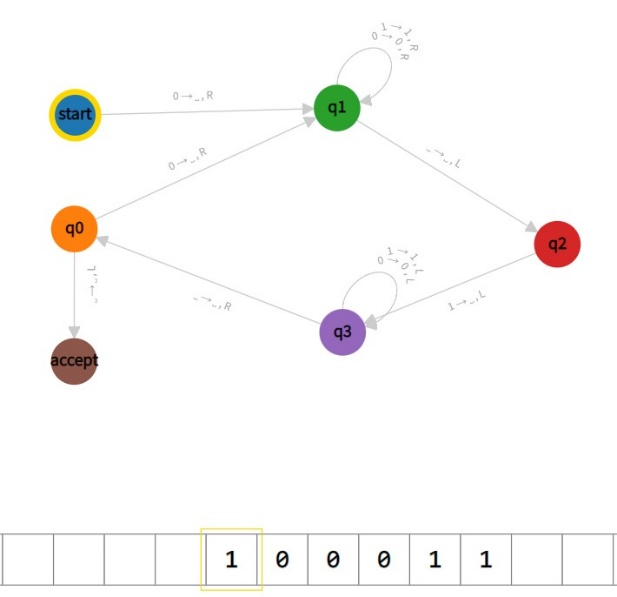 1→1,R
0→0,R
q1
0→_,R
start
_→_,L
0→_,R
q0
q2
1→1,L
0→0,L
_→_,L
_→_,R
1→_,L
q3
accept
1 0 0 0 1 1